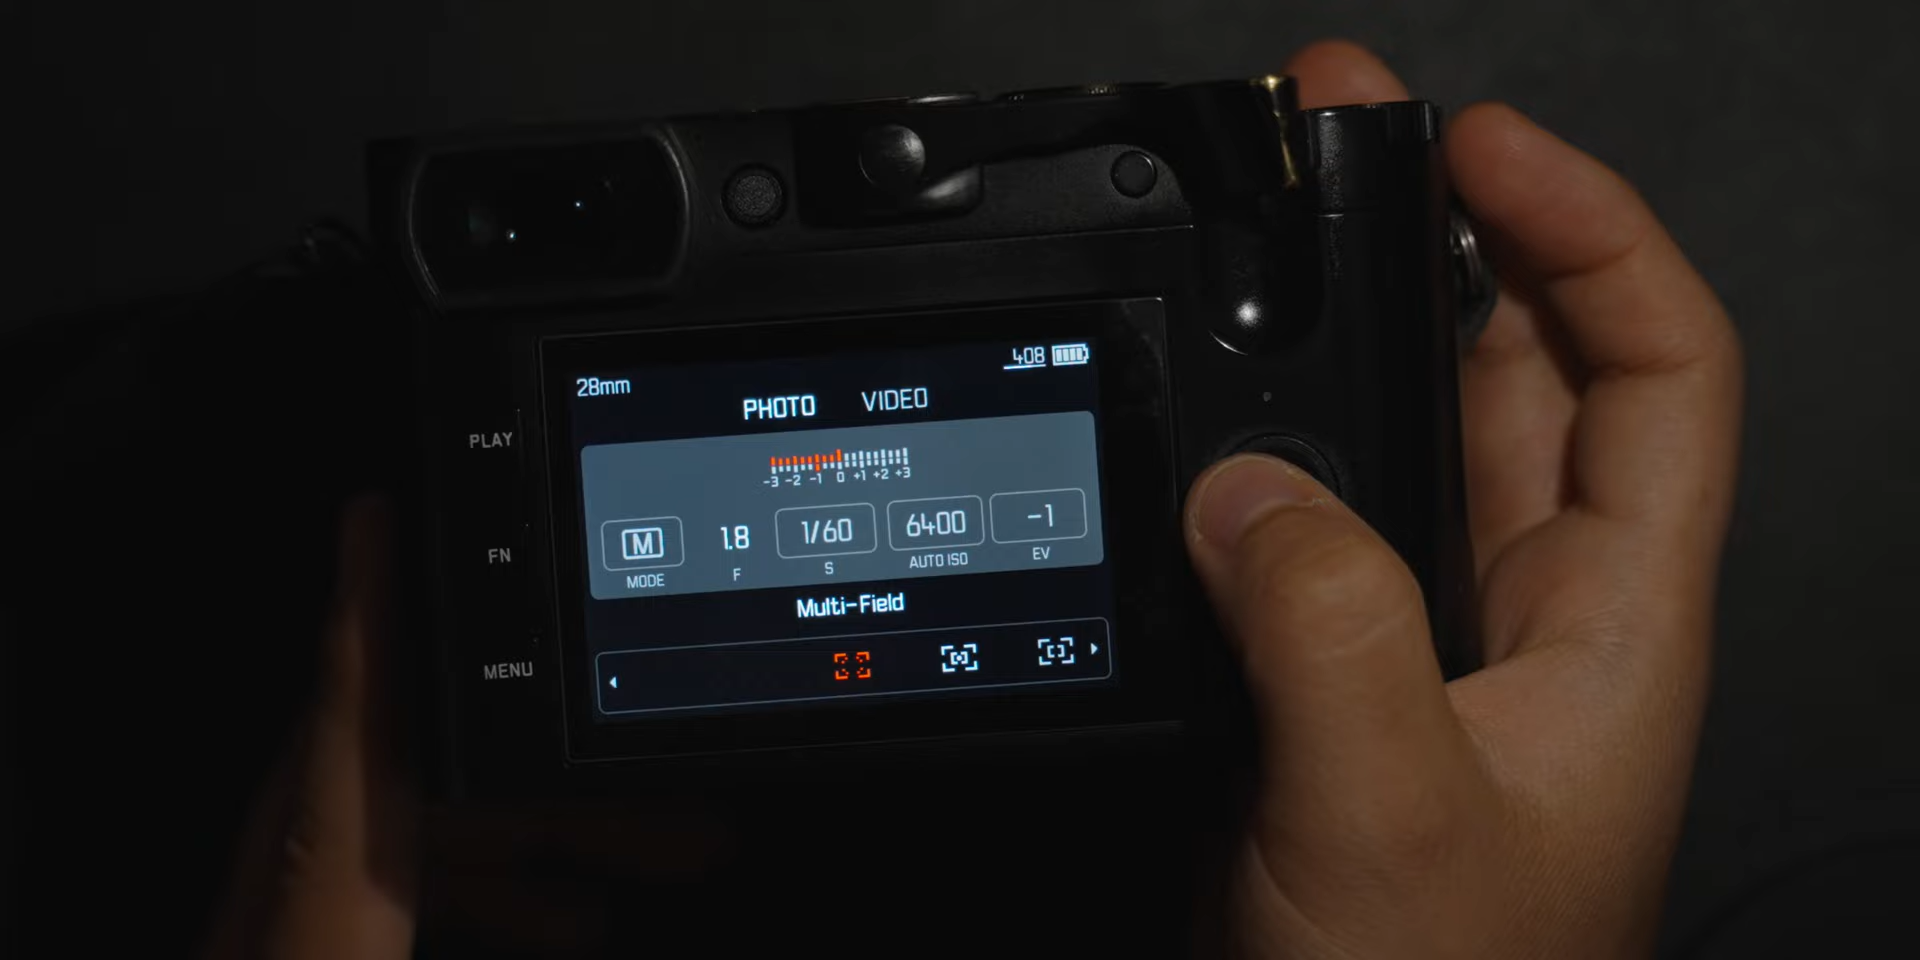 408
28mm
PHOTO VIDEO
-3 -2 -1 0 +1 +2 +3
M 1.8 1/60 6400 -1
MODE F S AUTO ISO EV
Multi-Field
PLAY
FN
MENU